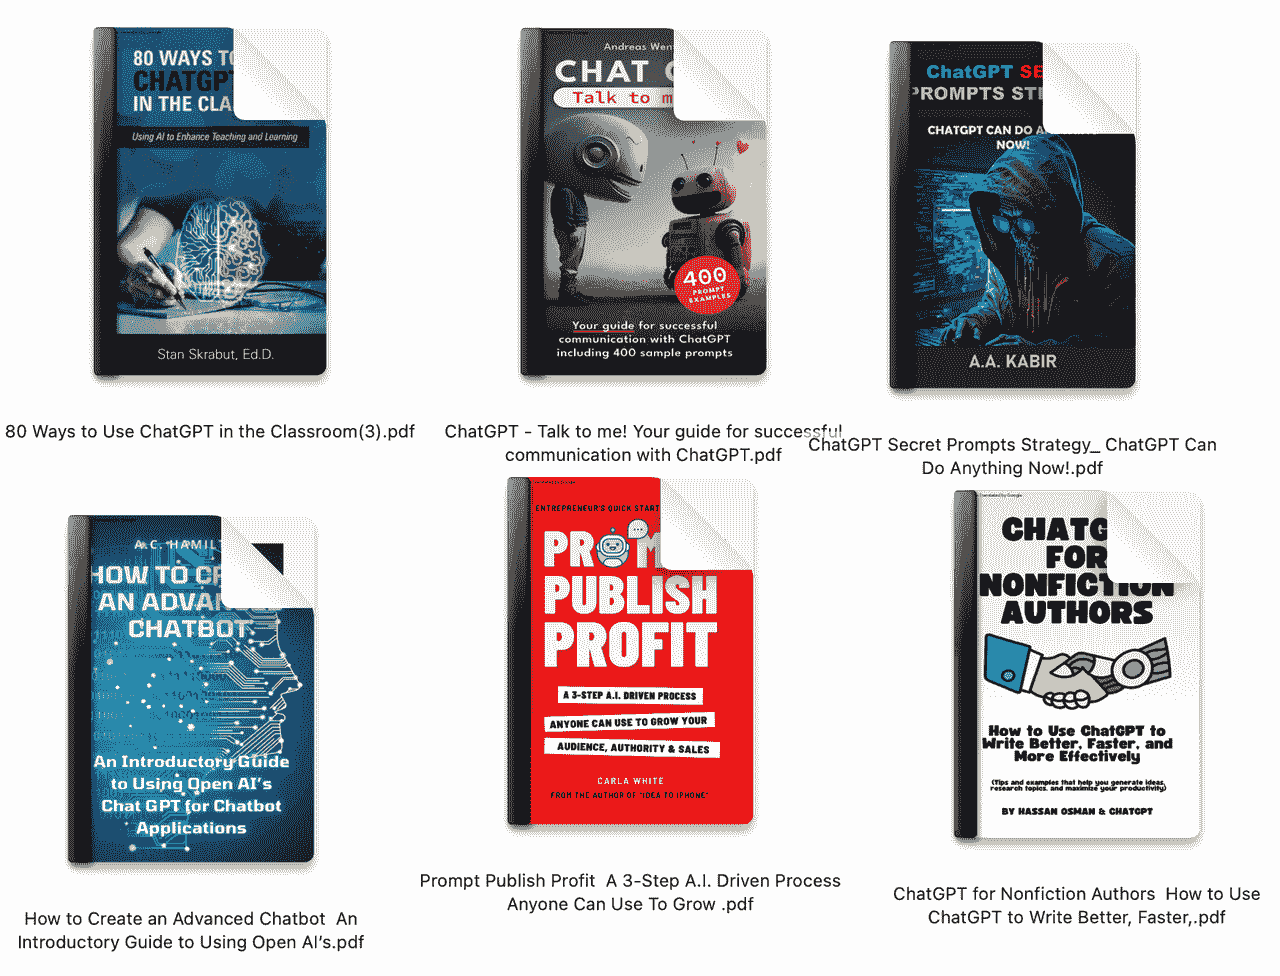 80 WAYS TO
CHATGPT
IN THE CLA
Using AI to Enhance Teaching and Learning
Stan Skrabut, Ed.D.
80 Ways to Use ChatGPT in the Classroom(3).pdf
Andreas Wen
CHAT
Talk to m
400
PROMPT
EXAMPLES
Your guide for successful
communication with ChatGPT
including 400 sample prompts
ChatGPT - Talk to me! Your guide for successful
communication with ChatGPT.pdf
ChatGPT SE
PROMPTS STR
CHATGPT CAN DO A
NOW!
A.A. KABIR
ChatGPT Secret Prompts Strategy_ ChatGPT Can
Do Anything Now!.pdf
A.C. HAMIL
HOW TO CR
AN ADVAN
CHATBOT
An Introductory Guide
to Using Open AI's
Chat GPT for Chatbot
Applications
How to Create an Advanced Chatbot An
Introductory Guide to Using Open AI's.pdf
ENTREPRENEUR'S QUICK START
PROM
PUBLISH
PROFIT
A 3-STEP A.I. DRIVEN PROCESS
ANYONE CAN USE TO GROW YOUR
AUDIENCE, AUTHORITY & SALES
CARLA WHITE
FROM THE AUTHOR OF "IDEA TO IPHONE"
Prompt Publish Profit A 3-Step A.I. Driven Process
Anyone Can Use To Grow .pdf
Translated by Google
CHATG
FOR
NONFICTION
AUTHORS
How to Use ChatGPT to
Write Better, Faster, and
More Effectively
(Tips and examples that help you generate ideas,
research topics, and maximize your productivity)
BY HASSAN OSMAN & CHATGPT
ChatGPT for Nonfiction Authors How to Use
ChatGPT to Write Better, Faster,.pdf